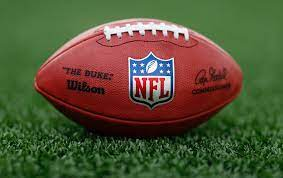 "THE DUKE"
Wilson
NFL
COMMISSIONER